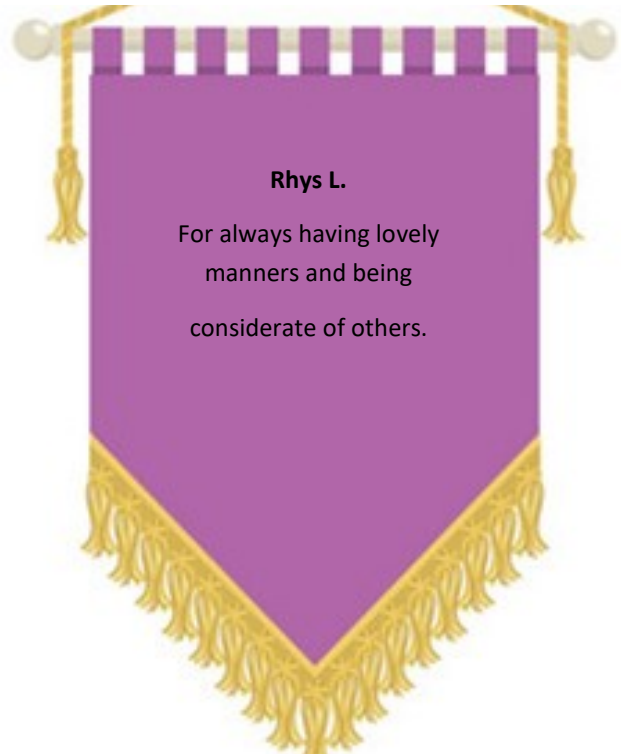 Rhys L.
For always having lovely
manners and being
considerate of others.